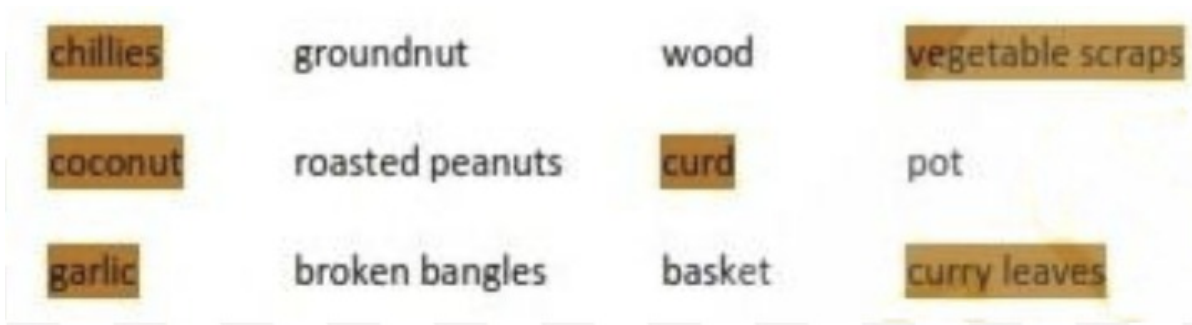 chillies groundnut wood vegetable scraps
coconut roasted peanuts curd pot
garlic broken bangles basket curry leaves